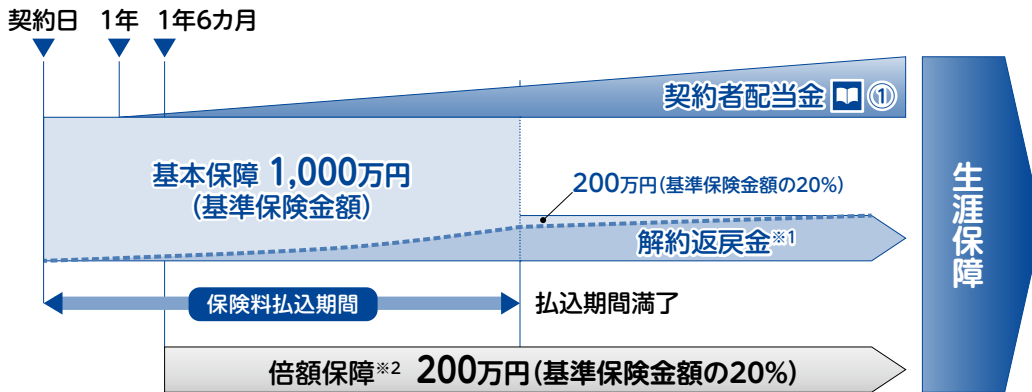 契約日 1年 1年6カ月
契約者配当金 ①
基本保障 1,000万円
(基準保険金額)
200万円(基準保険金額の20%)
解約返戻金※1
保険料払込期間
払込期間満了
倍額保障※2 200万円(基準保険金額の20%)
生涯保障